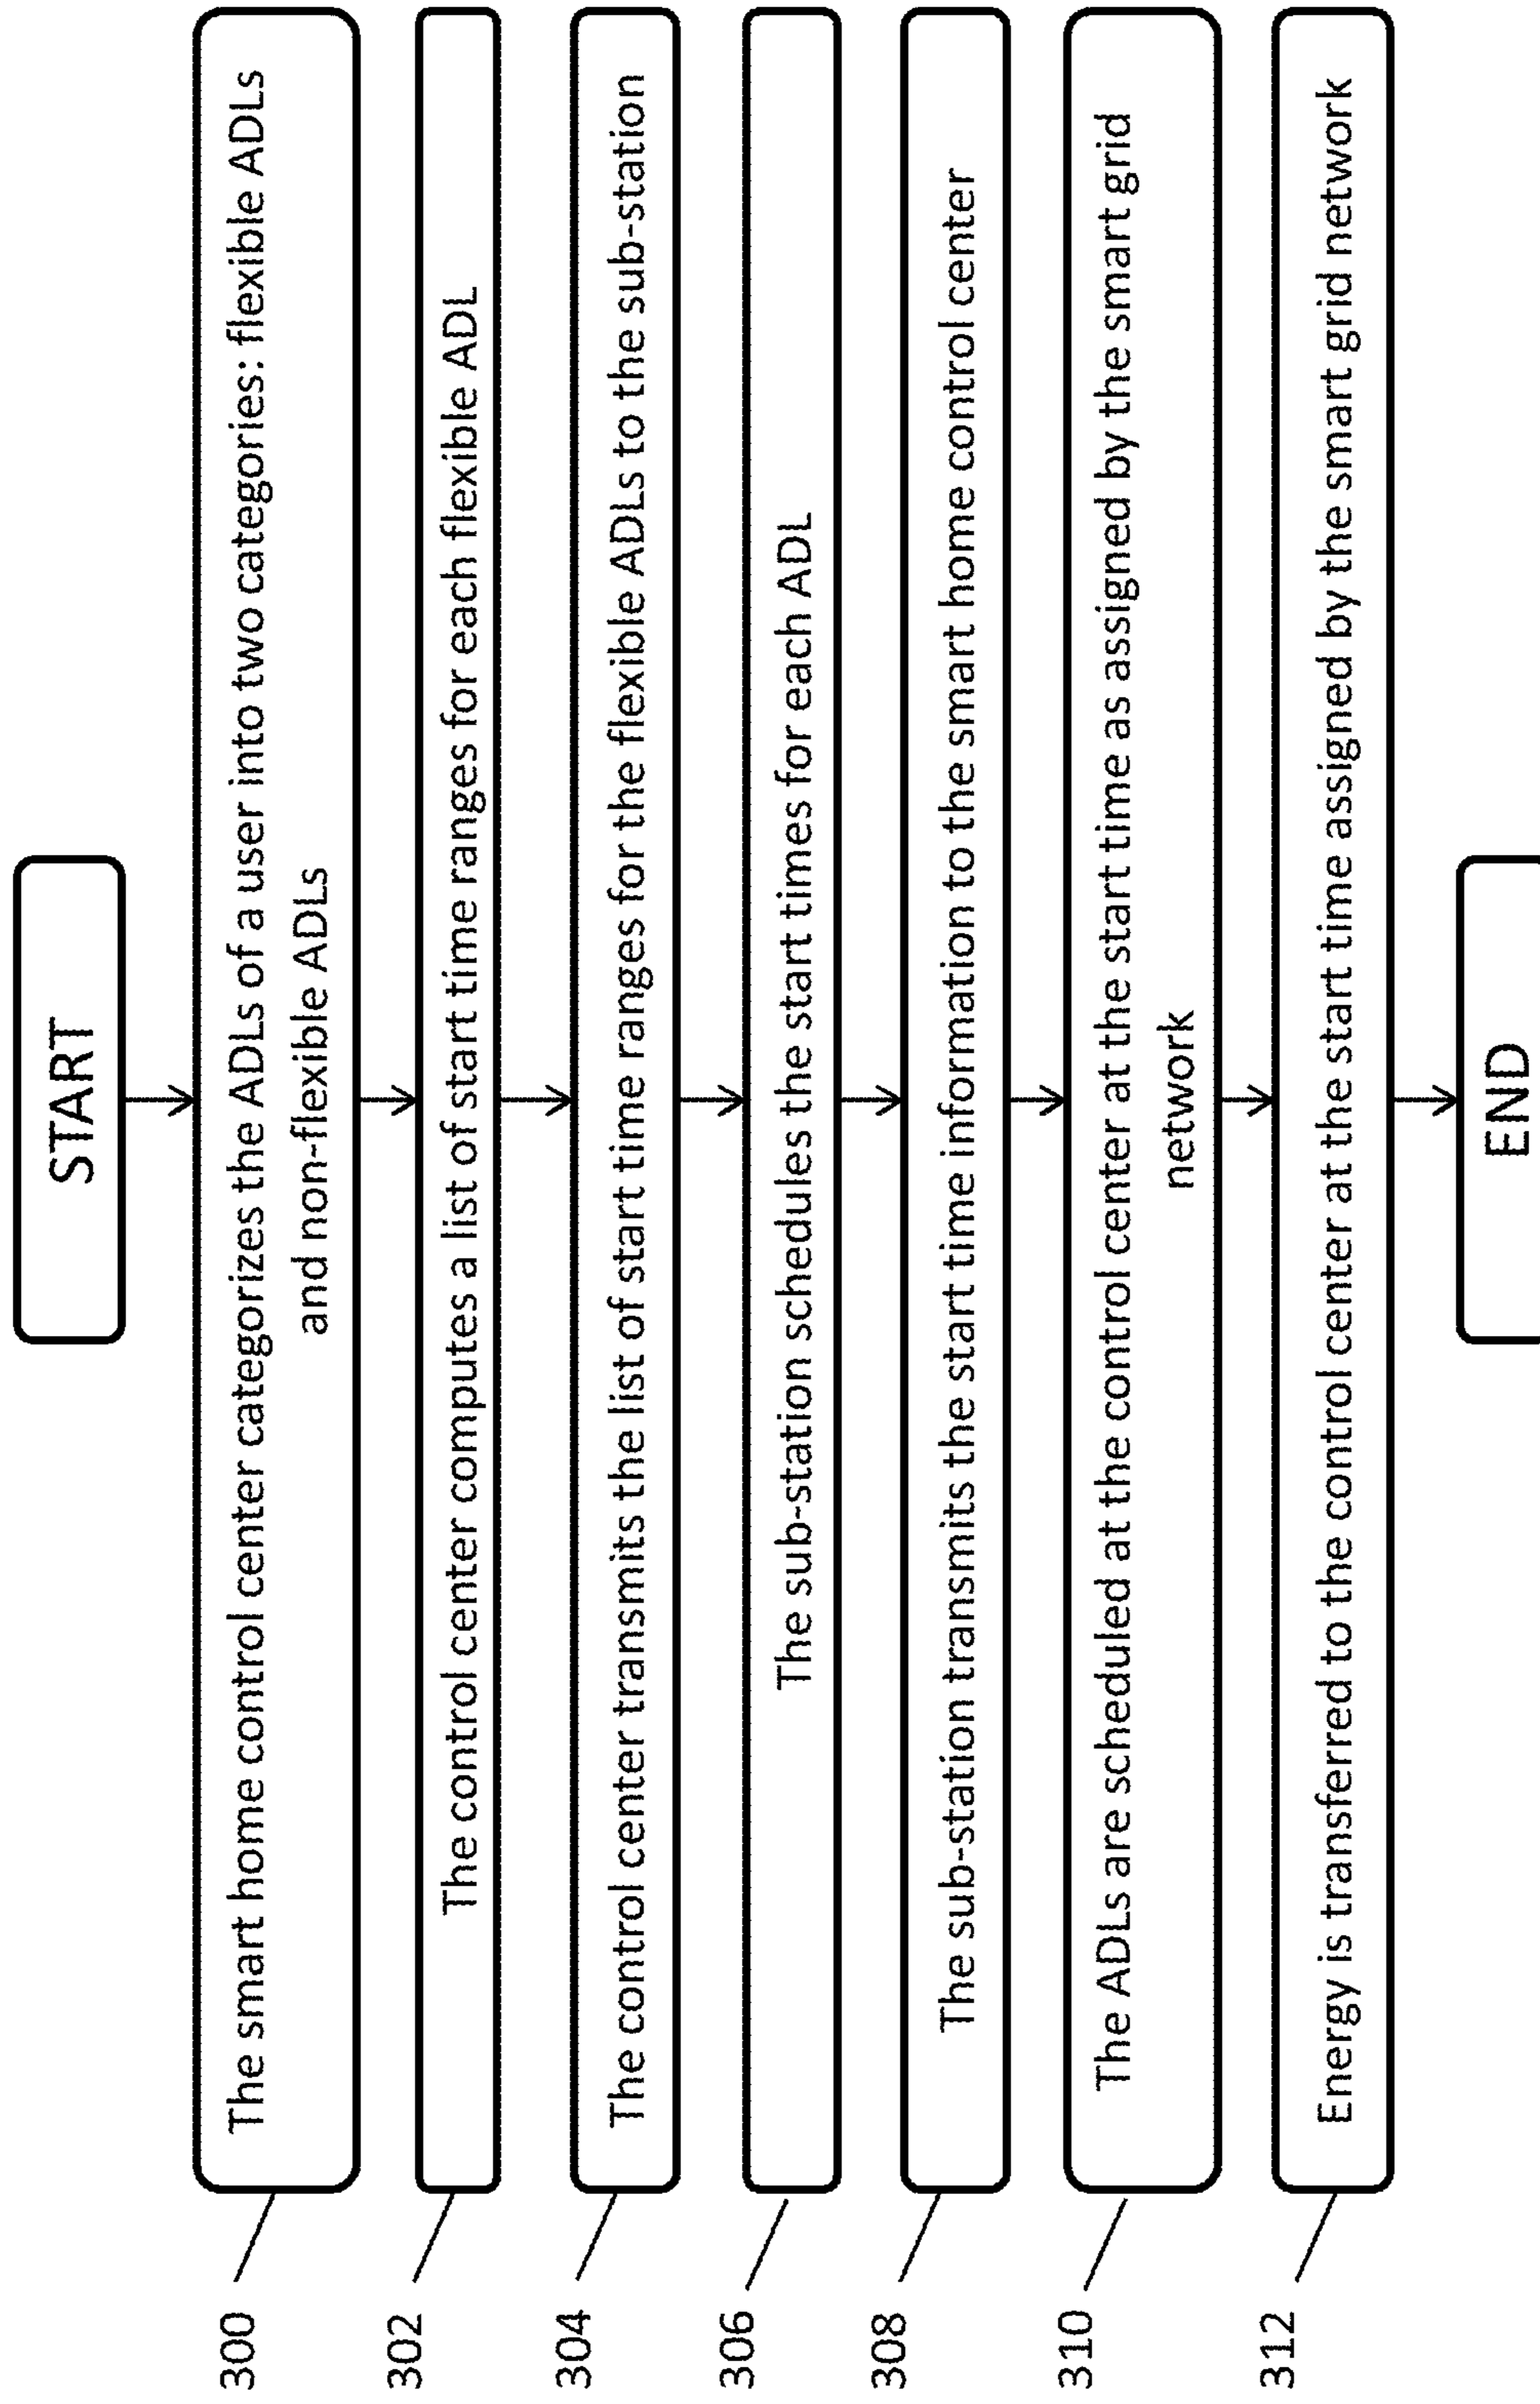 START
300
The smart home control center categorizes the ADLs of a user into two categories: flexible ADLs
and non-flexible ADLs
302
The control center computes a list of start time ranges for each flexible ADL
304
The control center transmits the list of start time ranges for the flexible ADLs to the sub-station
306
The sub-station schedules the start times for each ADL
308
The sub-station transmits the start time information to the smart home control center
310
The ADLs are scheduled at the control center at the start time as assigned by the smart grid
network
312
Energy is transferred to the control center at the start time assigned by the smart grid network
END